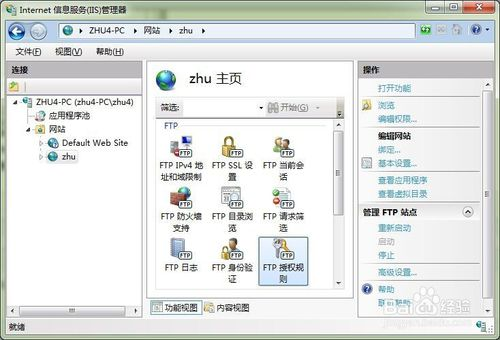 Internet 信息服务(IIS)管理器
ZHU4-PC 网站 zhu
文件(F) 视图(V) 帮助(H)
连接
ZHU4-PC (zhu4-PC\zhu4)
应用程序池
网站
Default Web Site
zhu
zhu 主页
筛选: 开始(G)
FTP
FTP IPv4 地
址和域限制
FTP SSL 设
置
FTP 当前会
话
FTP 防火墙
支持
FTP 目录浏
览
FTP 请求筛
选
FTP 日志
FTP 身份验
证
FTP 授权规
则
功能视图 内容视图
操作
打开功能
浏览
编辑权限...
编辑网站
绑定...
基本设置...
查看应用程序
查看虚拟目录
管理 FTP 站点
重新启动
启动
停止
高级设置...
帮助
联机帮助
Baidu 经验
就绪